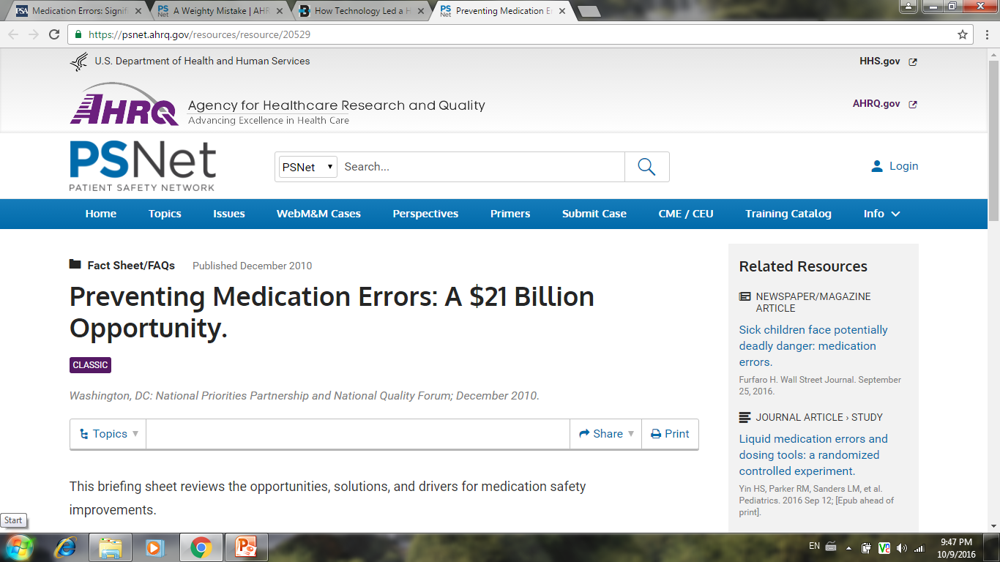 PSA Medication Errors: Signif
PS Net A Weighty Mistake | AHR
How Technology Led a H
PS Net Preventing Medication E
https://psnet.ahrq.gov/resources/resource/20529
U.S. Department of Health and Human Services
HHS.gov
AHRQ
Agency for Healthcare Research and Quality
Advancing Excellence in Health Care
AHRQ.gov
PSNet
PATIENT SAFETY NETWORK
PSNet
Search...
Login
Home Topics Issues WebM&M Cases Perspectives Primers Submit Case CME / CEU Training Catalog Info
Fact Sheet/FAQs Published December 2010
Preventing Medication Errors: A $21 Billion
Opportunity.
CLASSIC
Washington, DC: National Priorities Partnership and National Quality Forum; December 2010.
Topics
Share
Print
This briefing sheet reviews the opportunities, solutions, and drivers for medication safety
improvements.
Related Resources
NEWSPAPER/MAGAZINE
ARTICLE
Sick children face potentially
deadly danger: medication
errors.
Furfaro H. Wall Street Journal. September
25, 2016.
JOURNAL ARTICLE › STUDY
Liquid medication errors and
dosing tools: a randomized
controlled experiment.
Yin HS, Parker RM, Sanders LM, et al.
Pediatrics. 2016 Sep 12; [Epub ahead of
print].
Start
EN
9:47 PM
10/9/2016